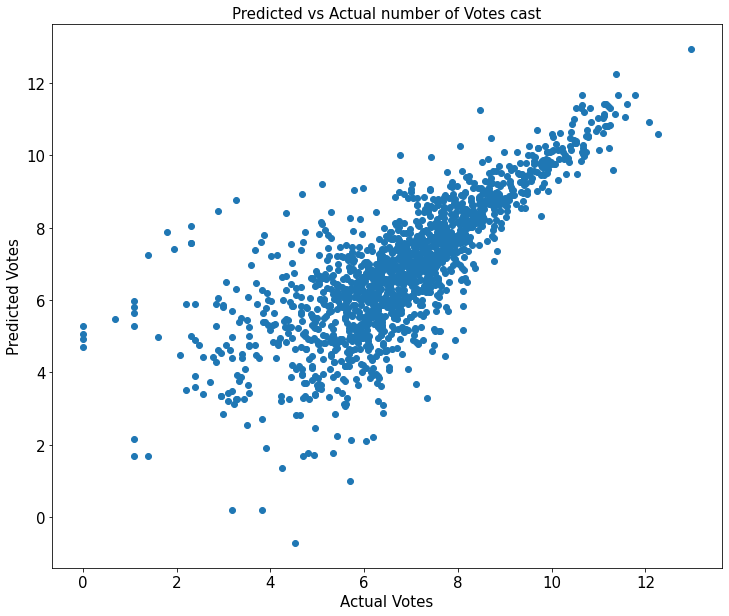 Predicted vs Actual number of Votes cast
12
10
8
6
4
2
0
Predicted Votes
0 2 4 6 8 10 12
Actual Votes